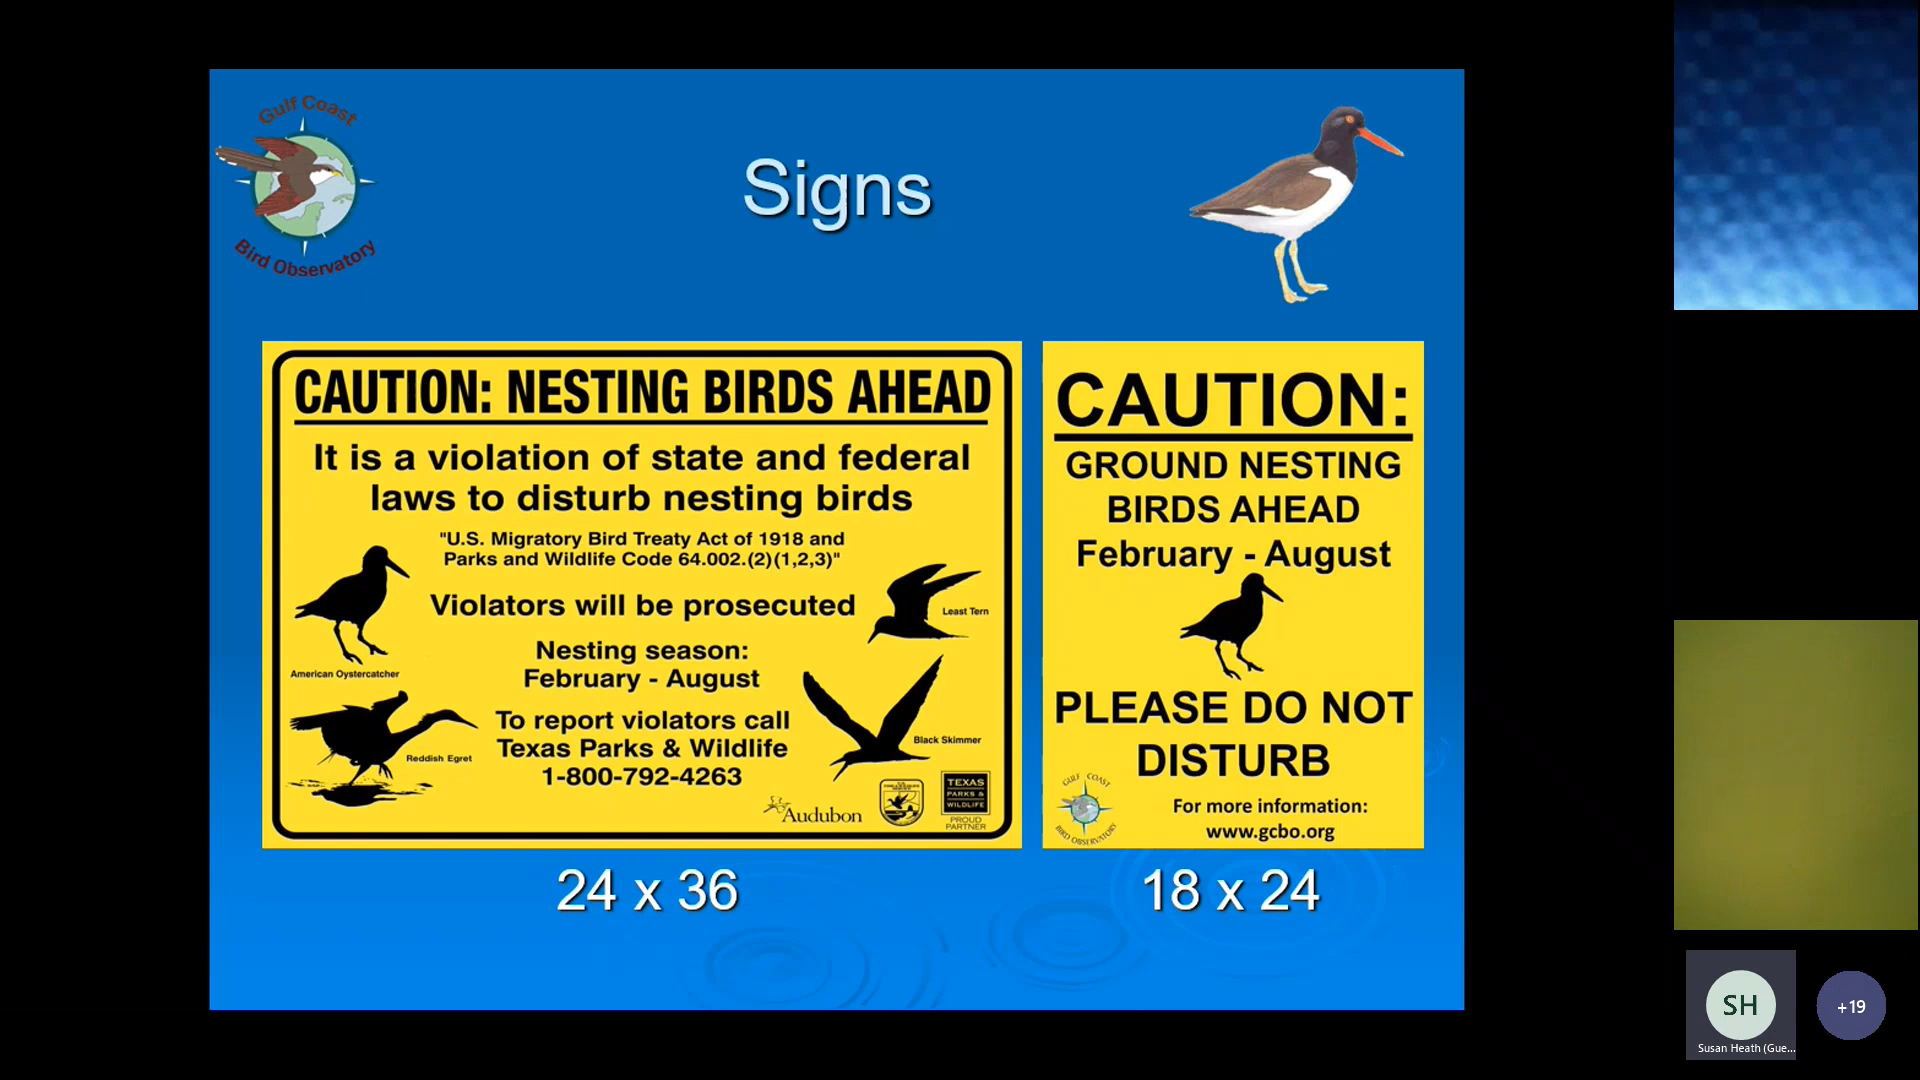 Gulf Coast
Bird Observatory
Signs
CAUTION: NESTING BIRDS AHEAD
It is a violation of state and federal
laws to disturb nesting birds
"U.S. Migratory Bird Treaty Act of 1918 and
Parks and Wildlife Code 64.002.(2)(1,2,3)"
Violators will be prosecuted
Nesting season:
February - August
To report violators call
Texas Parks & Wildlife
1-800-792-4263
American Oystercatcher
Reddish Egret
Least Tern
Black Skimmer
Audubon
TEXAS
PARKS &
WILDLIFE
PROUD
PARTNER
24 x 36
CAUTION:
GROUND NESTING
BIRDS AHEAD
February - August
PLEASE DO NOT
DISTURB
GULF COAST
BIRD OBSERVATORY
For more information:
www.gcbo.org
18 x 24
SH
Susan Heath (Gue...
+19